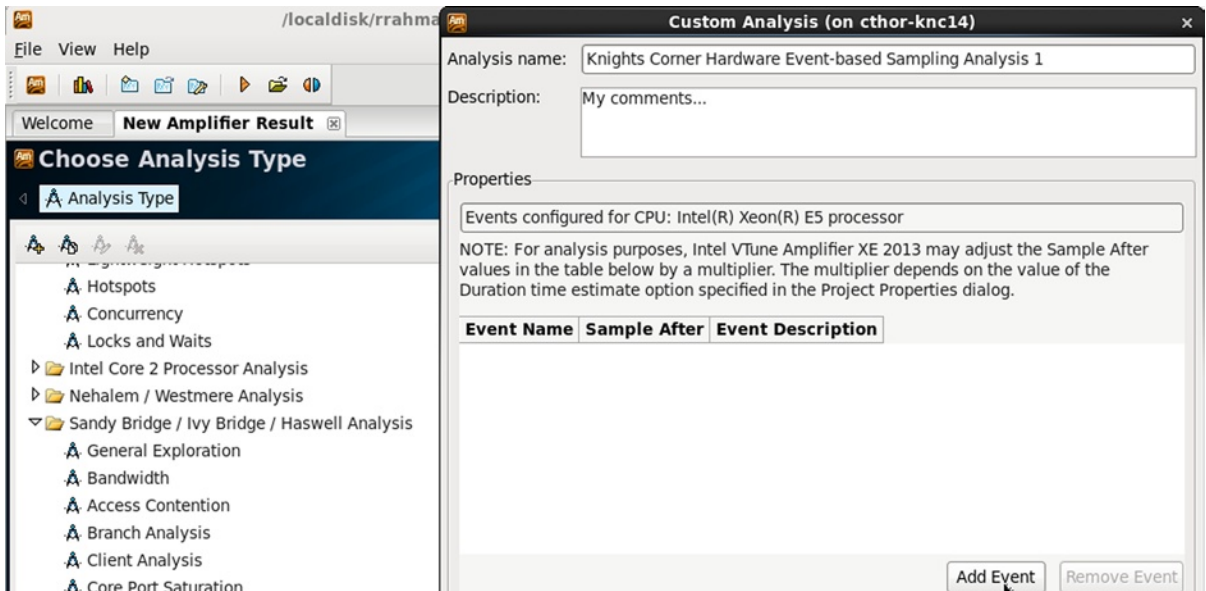 /localdisk/rrahma
File View Help
Welcome
New Amplifier Result
Choose Analysis Type
Analysis Type
Hotspots
Concurrency
Locks and Waits
Intel Core 2 Processor Analysis
Nehalem / Westmere Analysis
Sandy Bridge / Ivy Bridge / Haswell Analysis
General Exploration
Bandwidth
Access Contention
Branch Analysis
Client Analysis
Core Port Saturation
Custom Analysis (on cthor-knc14)
Analysis name: Knights Corner Hardware Event-based Sampling Analysis 1
Description: My comments...
Properties
Events configured for CPU: Intel(R) Xeon(R) E5 processor
NOTE: For analysis purposes, Intel VTune Amplifier XE 2013 may adjust the Sample After
values in the table below by a multiplier. The multiplier depends on the value of the
Duration time estimate option specified in the Project Properties dialog.
Event Name Sample After Event Description
Add Event Remove Event